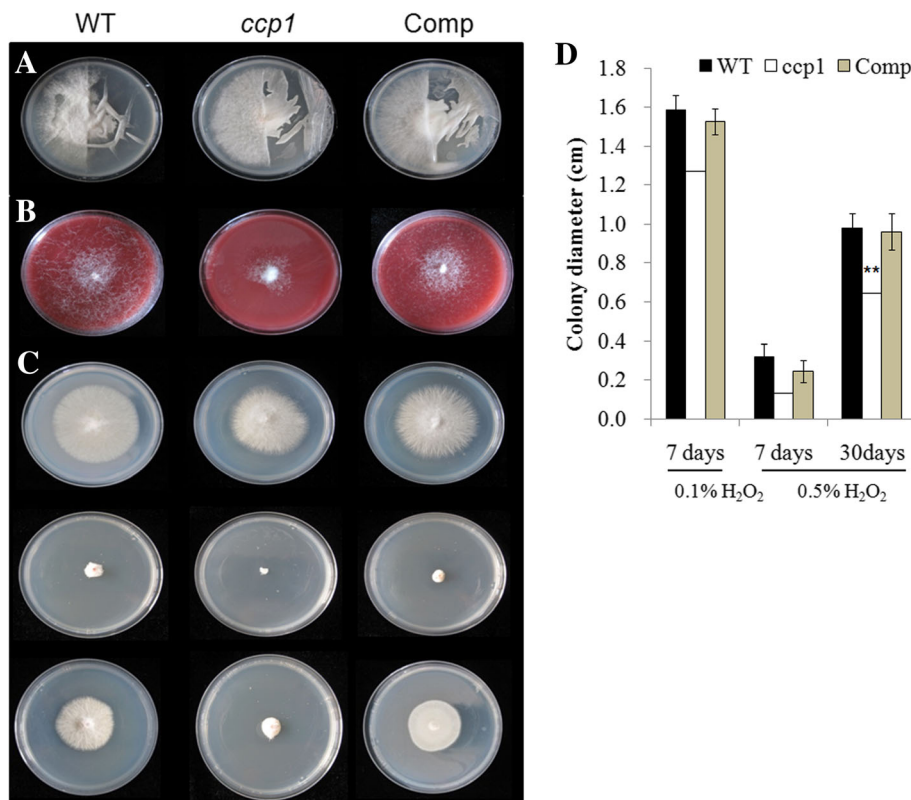 WT ccp1 Comp
A
B
C
D
WT ccp1 Comp
Colony diameter (cm)
1.8
1.6
1.4
1.2
1.0
0.8
0.6
0.4
0.2
0.0
**
7 days 7 days 30days
0.1% H₂O₂ 0.5% H₂O₂